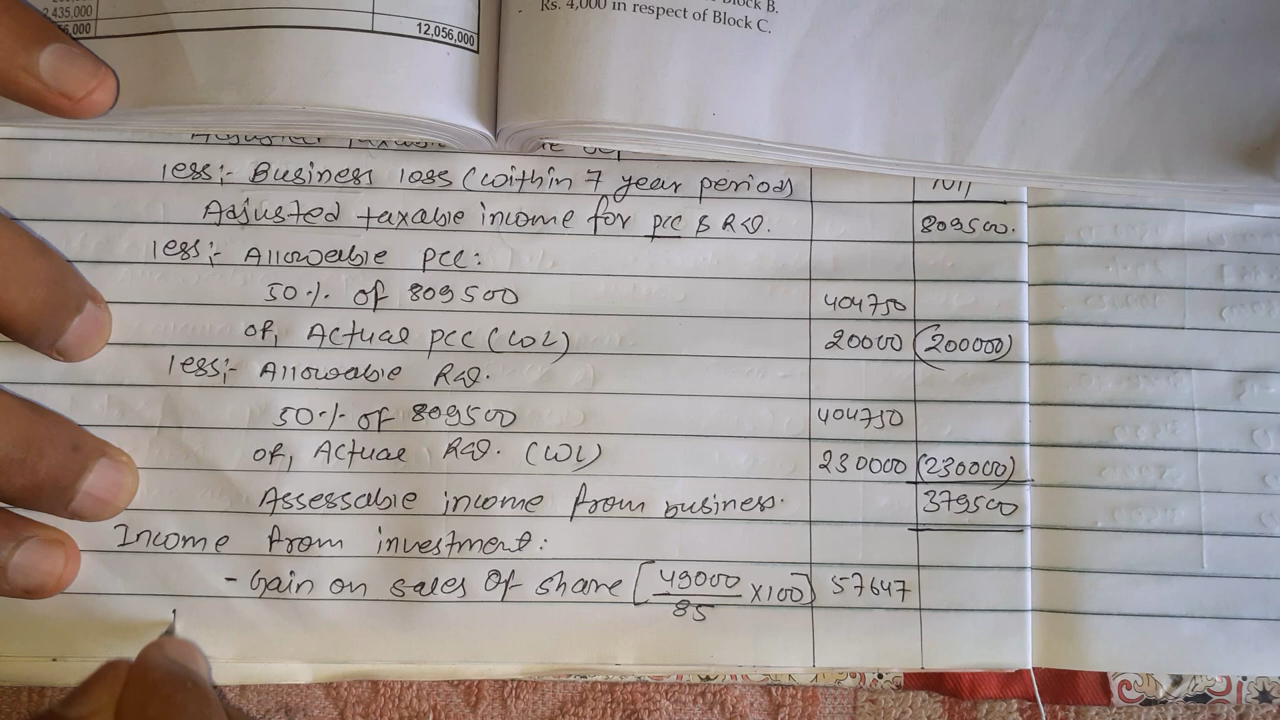 2,435,000
56,000
12,056,000
Block B.
Rs. 4,000 in respect of Block C.
less:- Business loss (within 7 year period)
Adjusted taxable income for pcc & R&D. 809500.
less:- Allowable pcc:
50% of 809500 404750
or, Actual pcc (WL) 20000 (200000)
less:- Allowable R&D.
50% of 809500 404750
or, Actual R&D. (WL) 230000 (230000)
Assessable income from business. 379500
Income from investment:
- Gain on sales of share [49000/85 x100] 57647